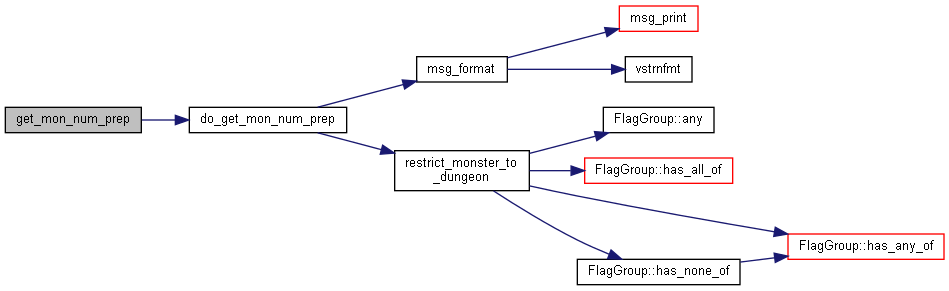 msg_print
msg_format
vstrnfmt
get_mon_num_prep
do_get_mon_num_prep
FlagGroup::any
restrict_monster_to
_dungeon
FlagGroup::has_all_of
FlagGroup::has_any_of
FlagGroup::has_none_of